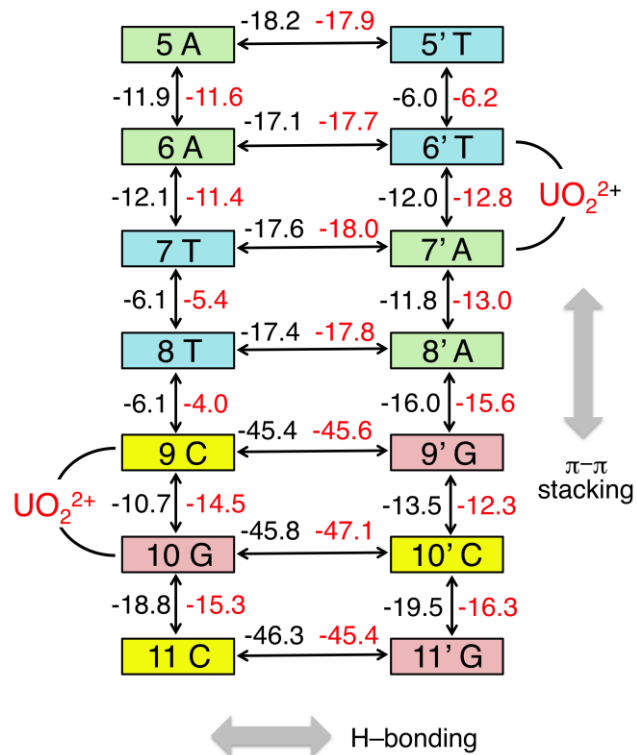 -18.2 -17.9
5 A 5' T
-11.9 -11.6 -6.0 -6.2
-17.1 -17.7
6 A 6' T
UO₂²⁺
-12.1 -11.4 -12.0 -12.8
-17.6 -18.0
7 T 7' A
-6.1 -5.4 -11.8 -13.0
-17.4 -17.8
8 T 8' A
-6.1 -4.0 -16.0 -15.6
-45.4 -45.6
9 C 9' G
π–π
stacking
UO₂²⁺
-10.7 -14.5 -13.5 -12.3
-45.8 -47.1
10 G 10' C
-18.8 -15.3 -19.5 -16.3
-46.3 -45.4
11 C 11' G
H–bonding